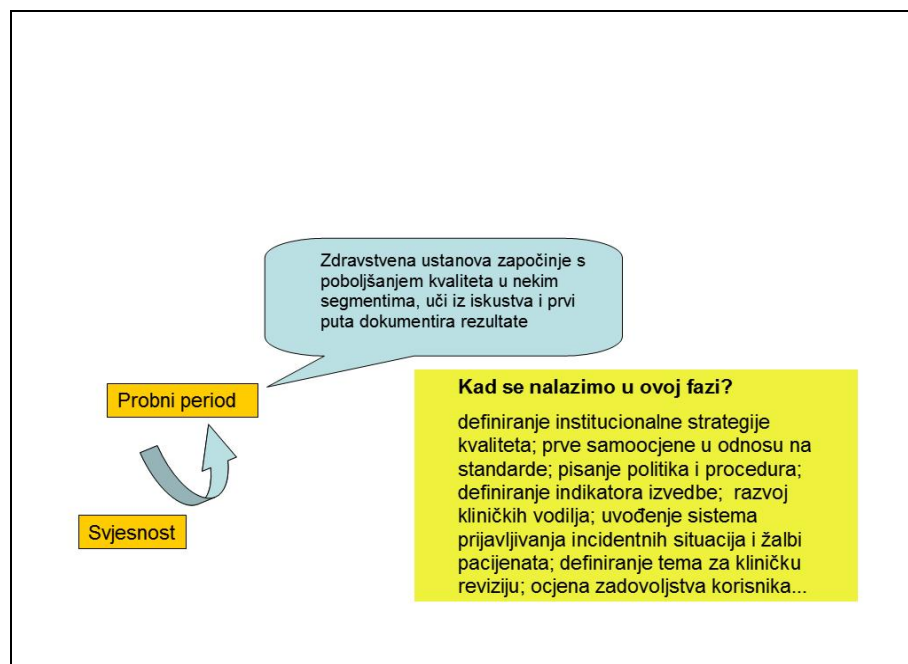 Zdravstvena ustanova započinje s
poboljšanjem kvaliteta u nekim
segmentima, uči iz iskustva i prvi
puta dokumentira rezultate
Probni period
Svjesnost
Kad se nalazimo u ovoj fazi?
definiranje institucionalne strategije
kvaliteta; prve samoocjene u odnosu na
standarde; pisanje politika i procedura;
definiranje indikatora izvedbe;  razvoj
kliničkih vodilja; uvođenje sistema
prijavljivanja incidentnih situacija i žalbi
pacijenata; definiranje tema za kliničku
reviziju; ocjena zadovoljstva korisnika...